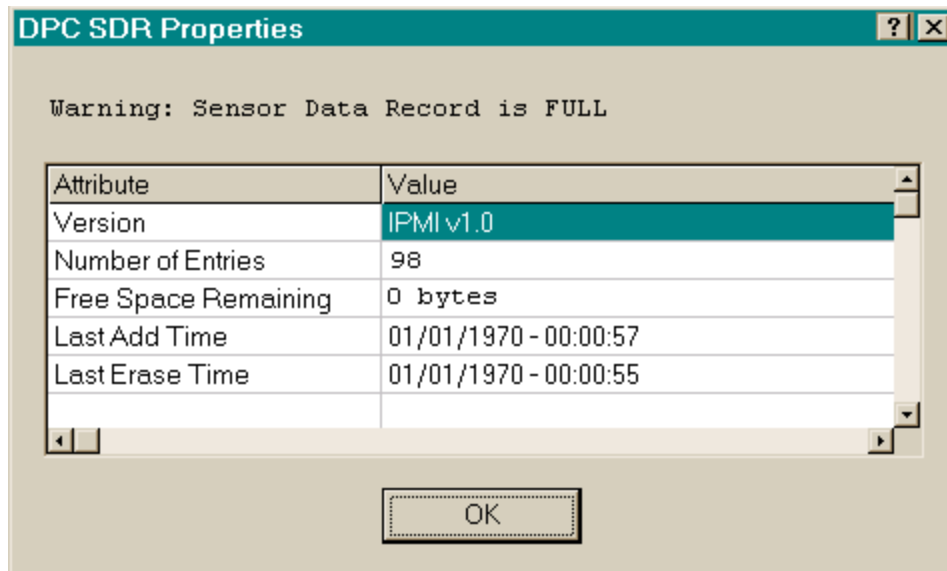 DPC SDR Properties
Warning: Sensor Data Record is FULL
Attribute Value
Version IPMI v1.0
Number of Entries 98
Free Space Remaining 0 bytes
Last Add Time 01/01/1970 - 00:00:57
Last Erase Time 01/01/1970 - 00:00:55
OK